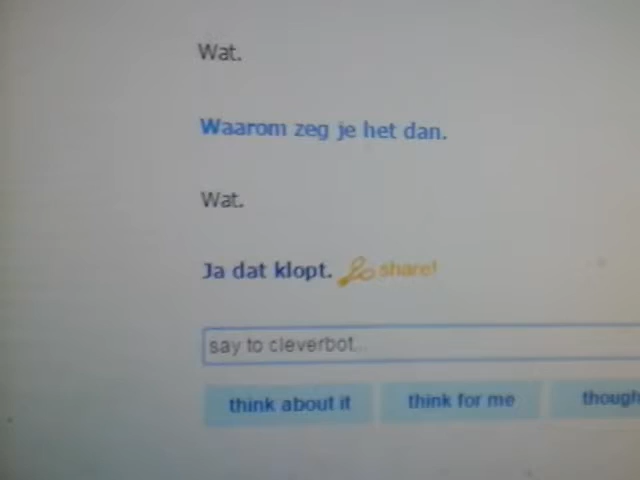 Wat.
Waarom zeg je het dan.
Wat.
Ja dat klopt. share!
say to cleverbot...
think about it think for me though